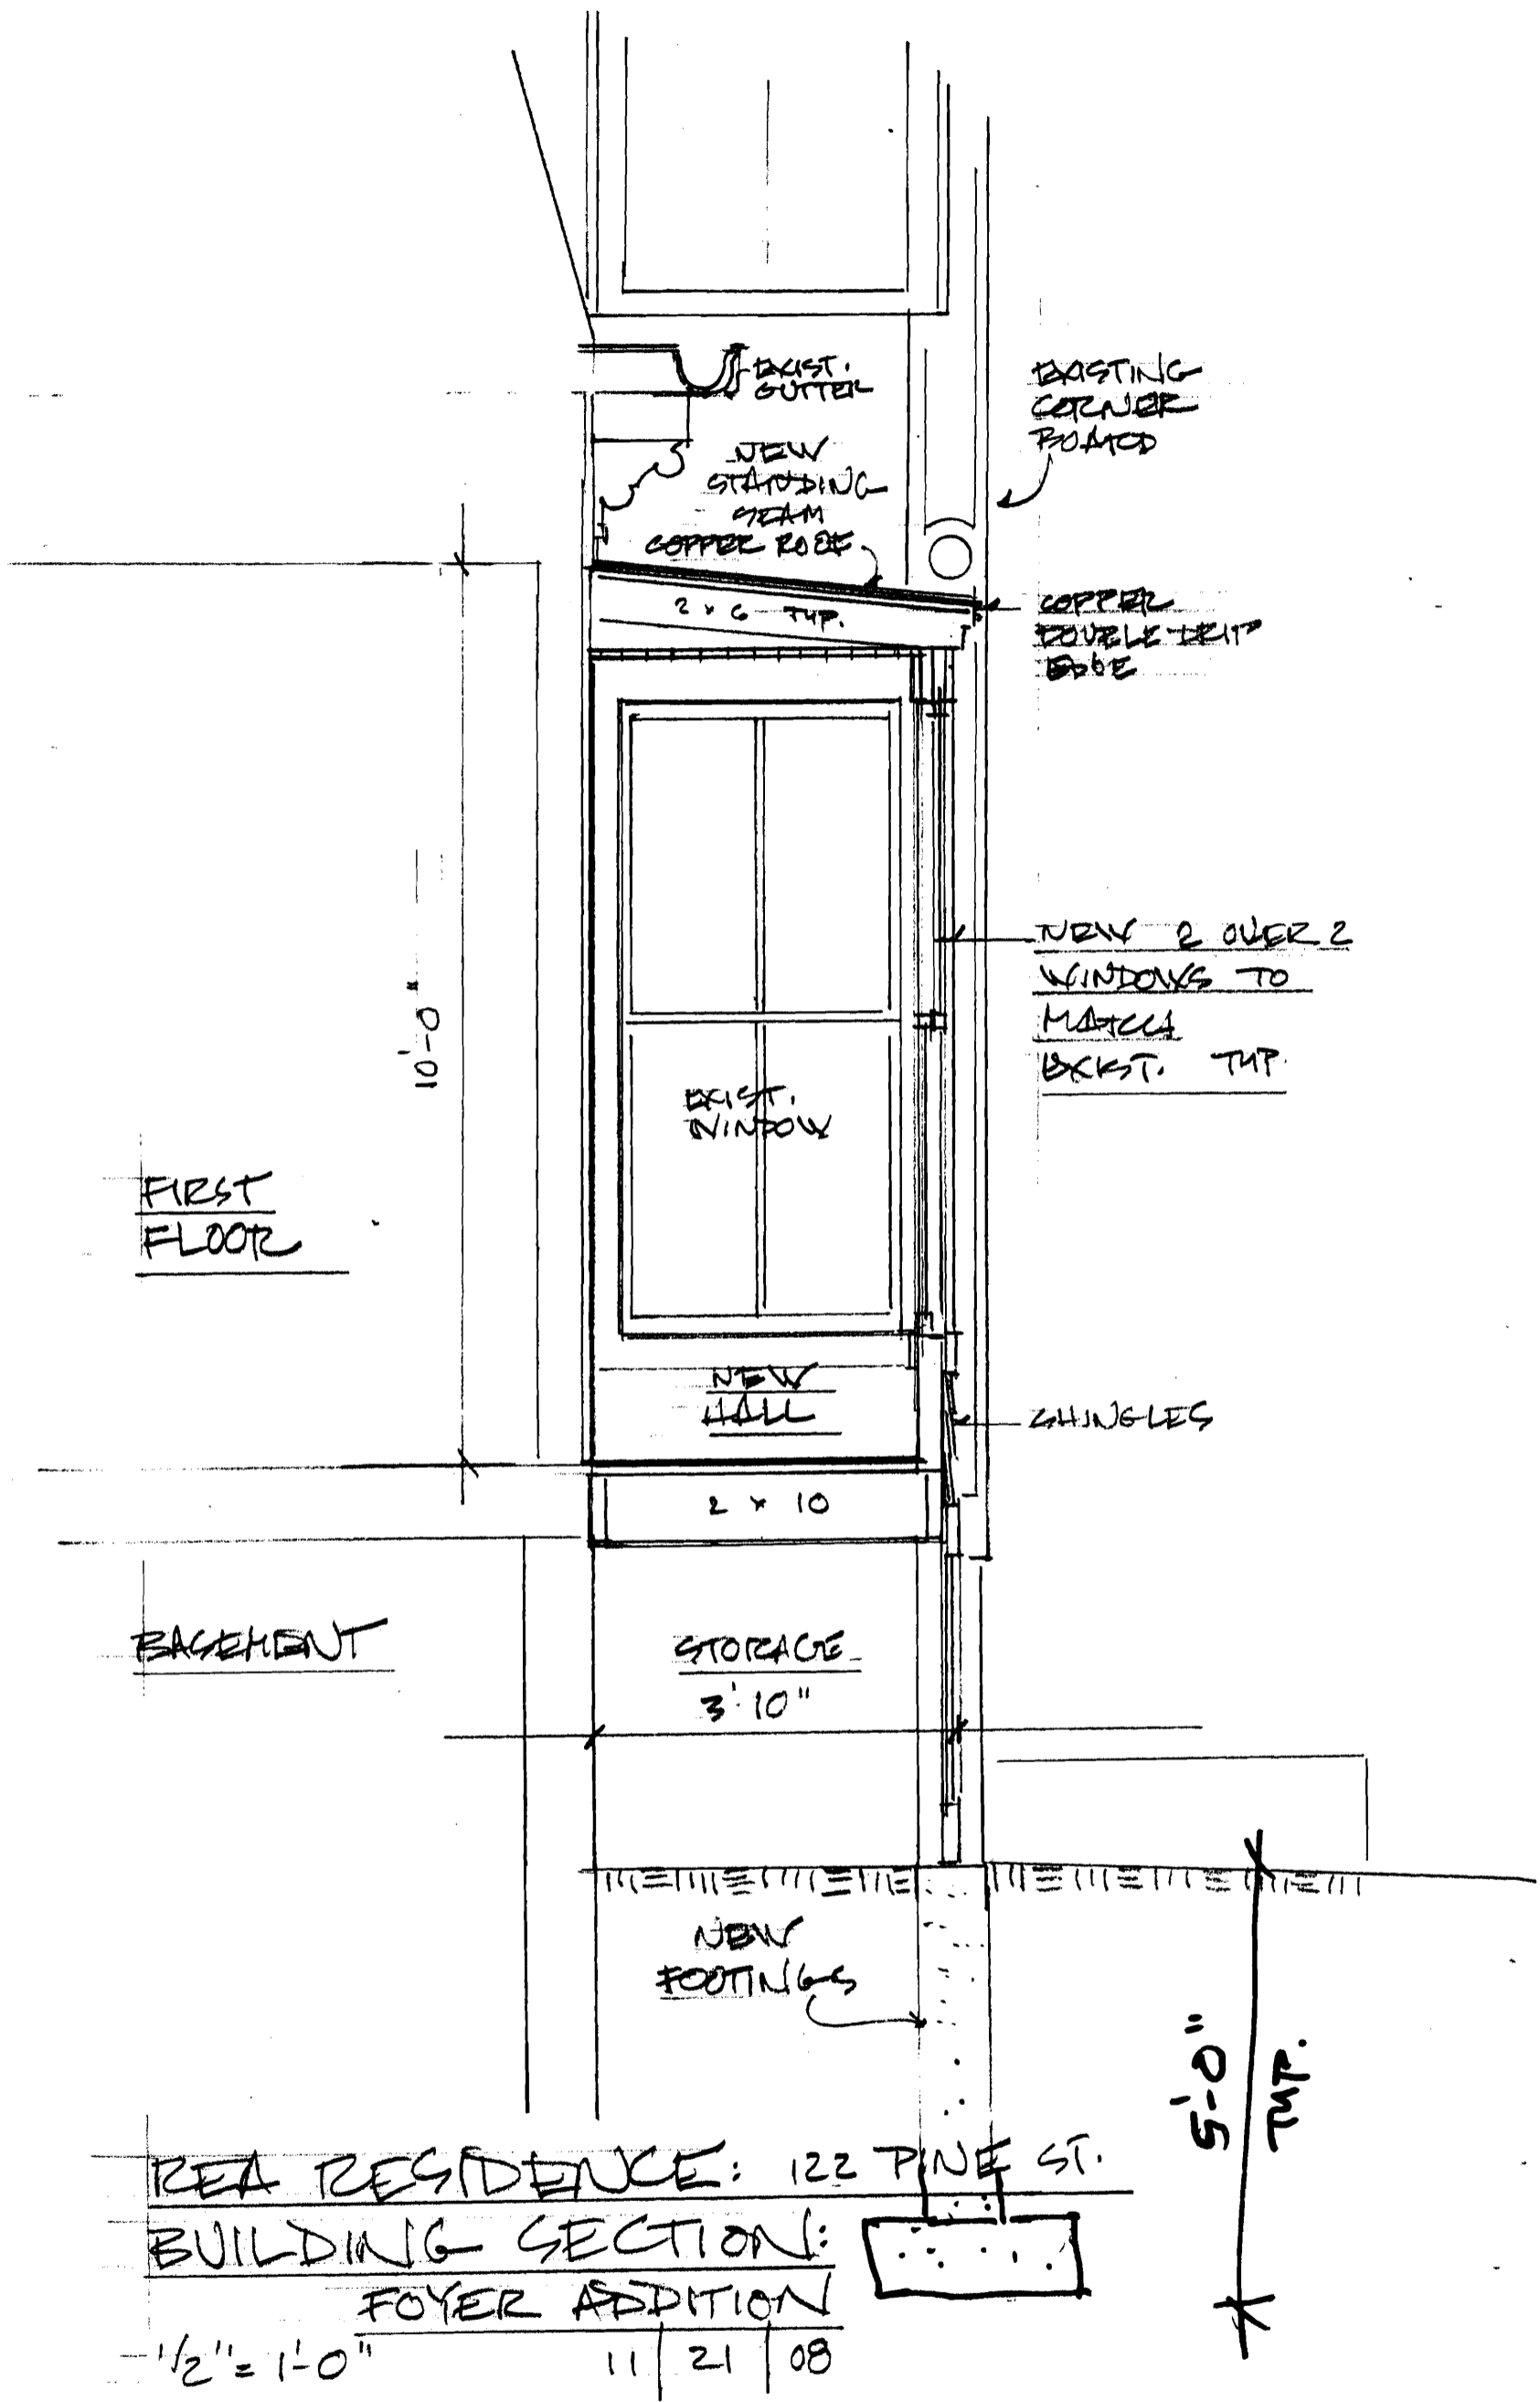 EXIST.
GUTTER
EXISTING
CORNER
BOARD
NEW
STANDING
SEAM
COPPER ROOF
2 x 6 TYP.
COPPER
DOUBLE DRIP
EDGE
10'-0"
NEW 2 OVER 2
WINDOWS TO
MATCH
EXIST. TYP.
EXIST.
WINDOW
FIRST
FLOOR
NEW
HALL
SHINGLES
2 x 10
BASEMENT
STORAGE
3'-10"
NEW
FOOTINGS
5'-0"
TYP.
REA RESIDENCE: 122 PINE ST.
BUILDING SECTION:
FOYER ADDITION
1/2" = 1'-0"
11 / 21 / 08